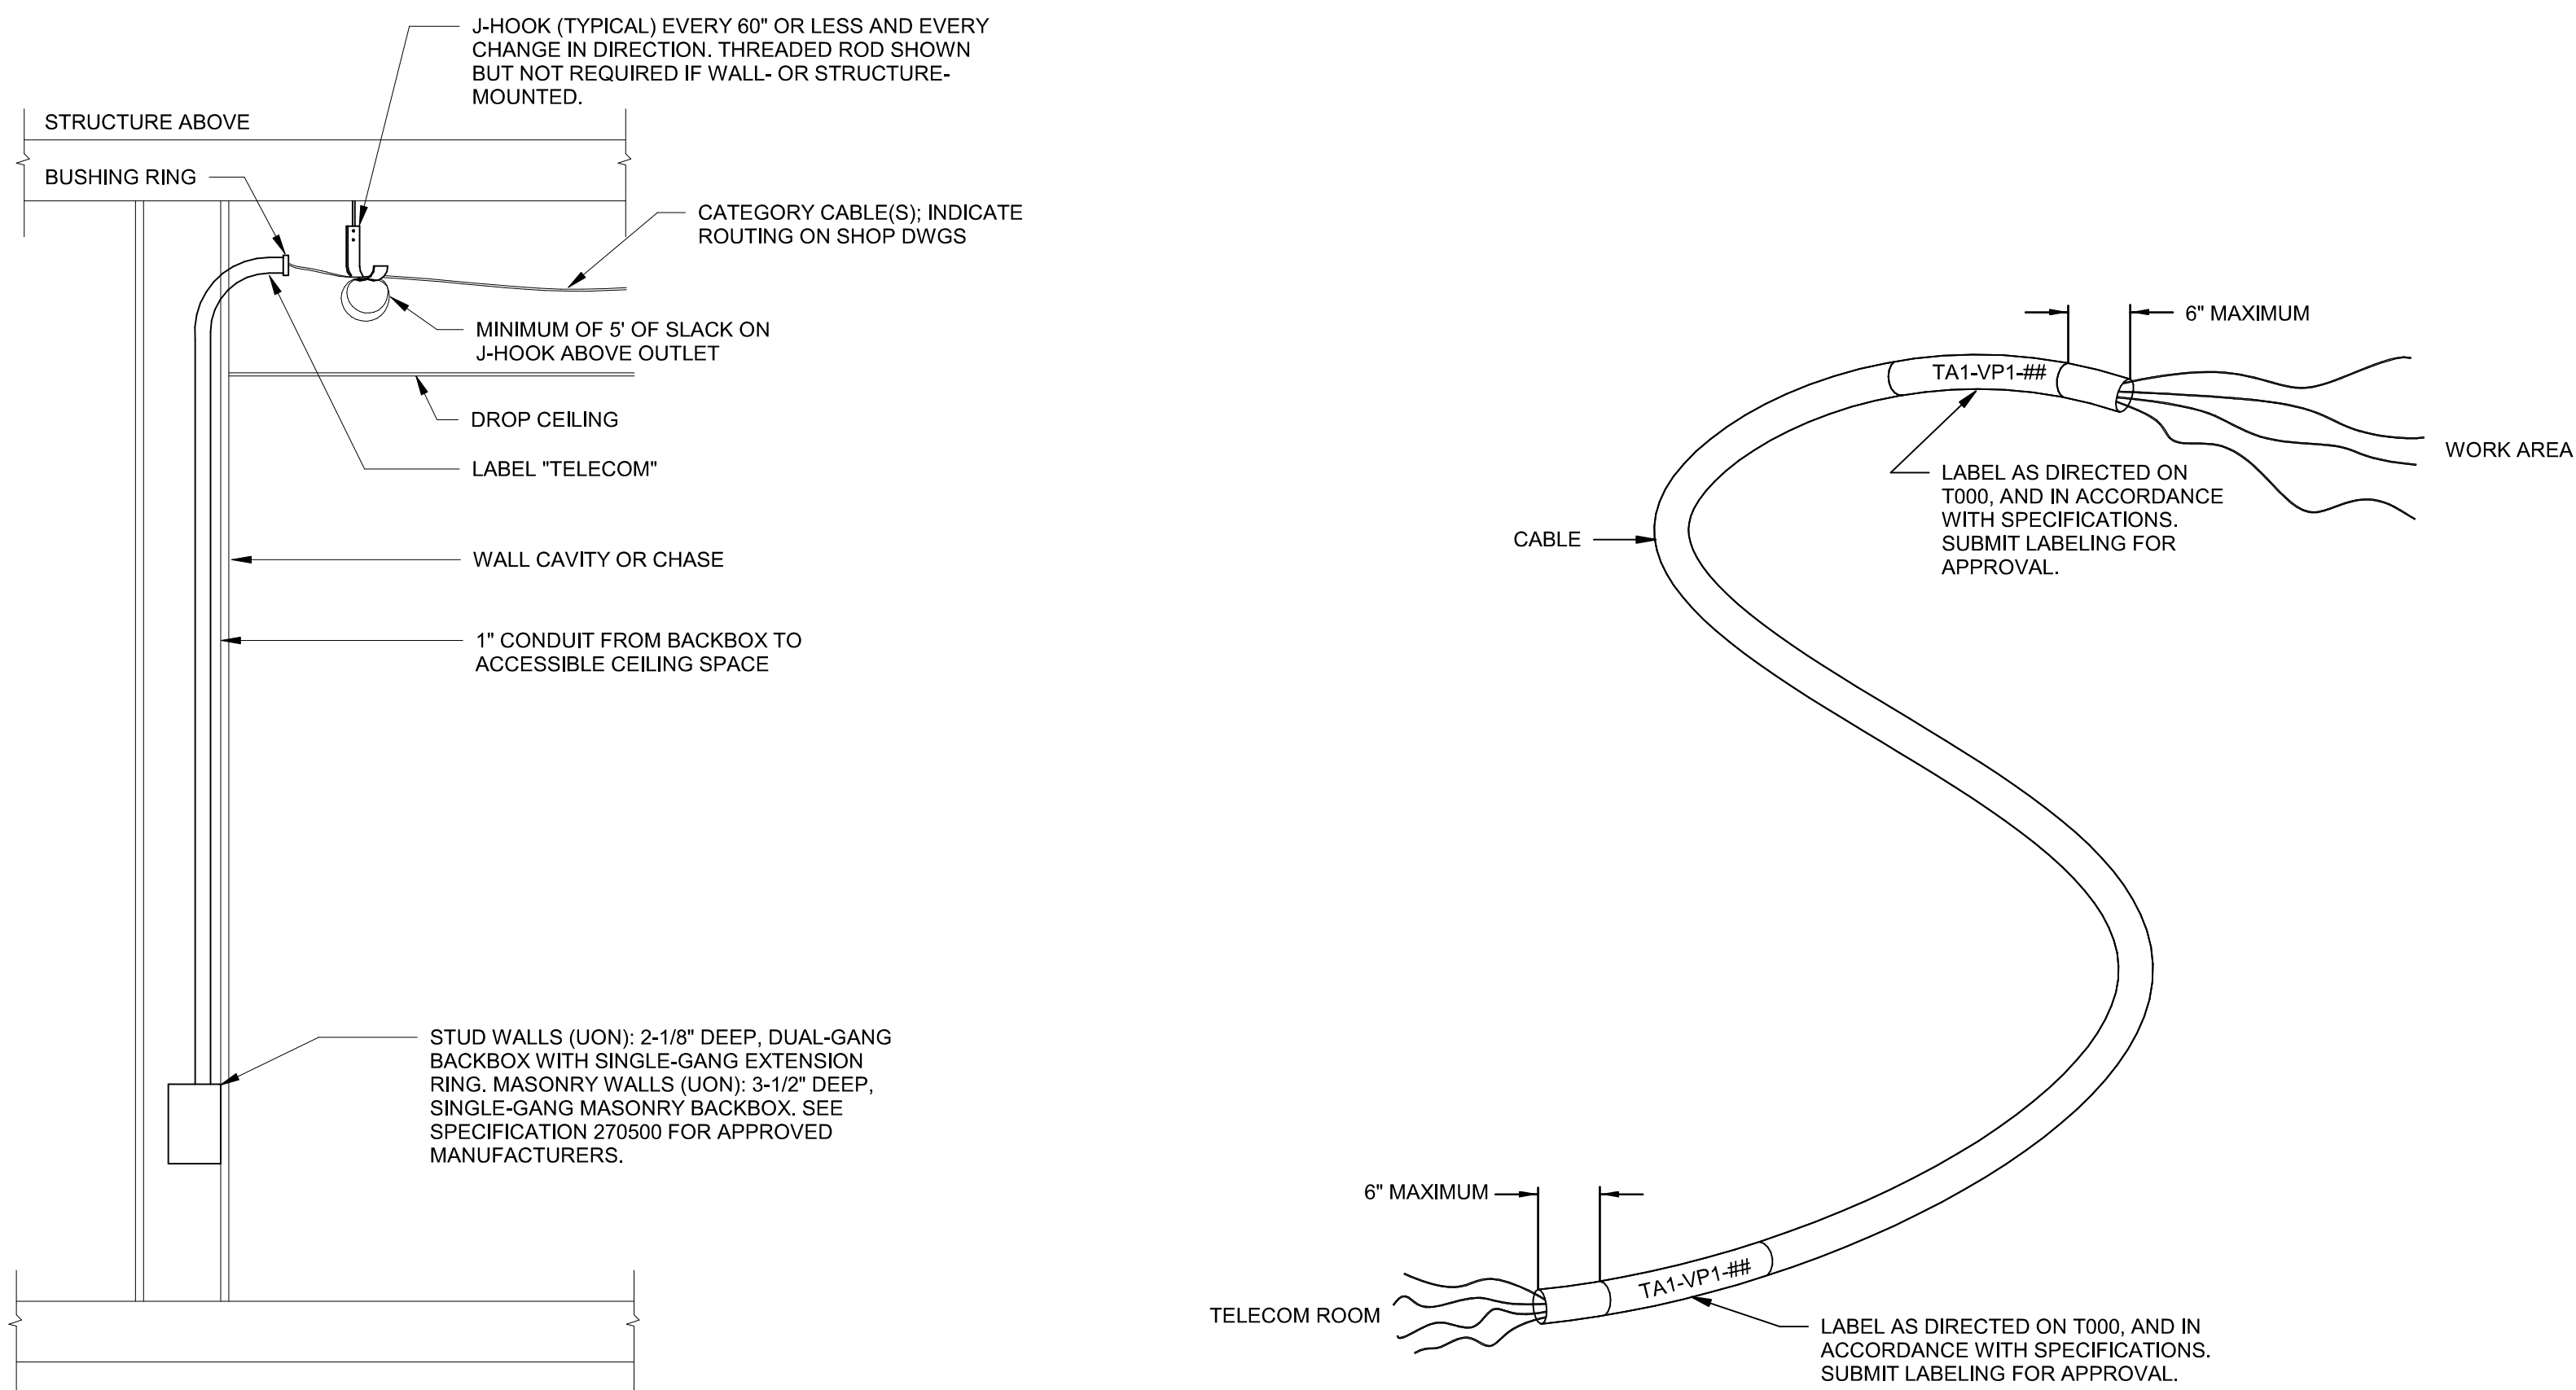 J-HOOK (TYPICAL) EVERY 60" OR LESS AND EVERY
CHANGE IN DIRECTION. THREADED ROD SHOWN
BUT NOT REQUIRED IF WALL- OR STRUCTURE-
MOUNTED.
STRUCTURE ABOVE
BUSHING RING
CATEGORY CABLE(S); INDICATE
ROUTING ON SHOP DWGS
MINIMUM OF 5' OF SLACK ON
J-HOOK ABOVE OUTLET
DROP CEILING
LABEL "TELECOM"
WALL CAVITY OR CHASE
1" CONDUIT FROM BACKBOX TO
ACCESSIBLE CEILING SPACE
STUD WALLS (UON): 2-1/8" DEEP, DUAL-GANG
BACKBOX WITH SINGLE-GANG EXTENSION
RING. MASONRY WALLS (UON): 3-1/2" DEEP,
SINGLE-GANG MASONRY BACKBOX. SEE
SPECIFICATION 270500 FOR APPROVED
MANUFACTURERS.
6" MAXIMUM
TA1-VP1-##
WORK AREA
LABEL AS DIRECTED ON
T000, AND IN ACCORDANCE
WITH SPECIFICATIONS.
SUBMIT LABELING FOR
APPROVAL.
CABLE
6" MAXIMUM
TA1-VP1-##
TELECOM ROOM
LABEL AS DIRECTED ON T000, AND IN
ACCORDANCE WITH SPECIFICATIONS.
SUBMIT LABELING FOR APPROVAL.